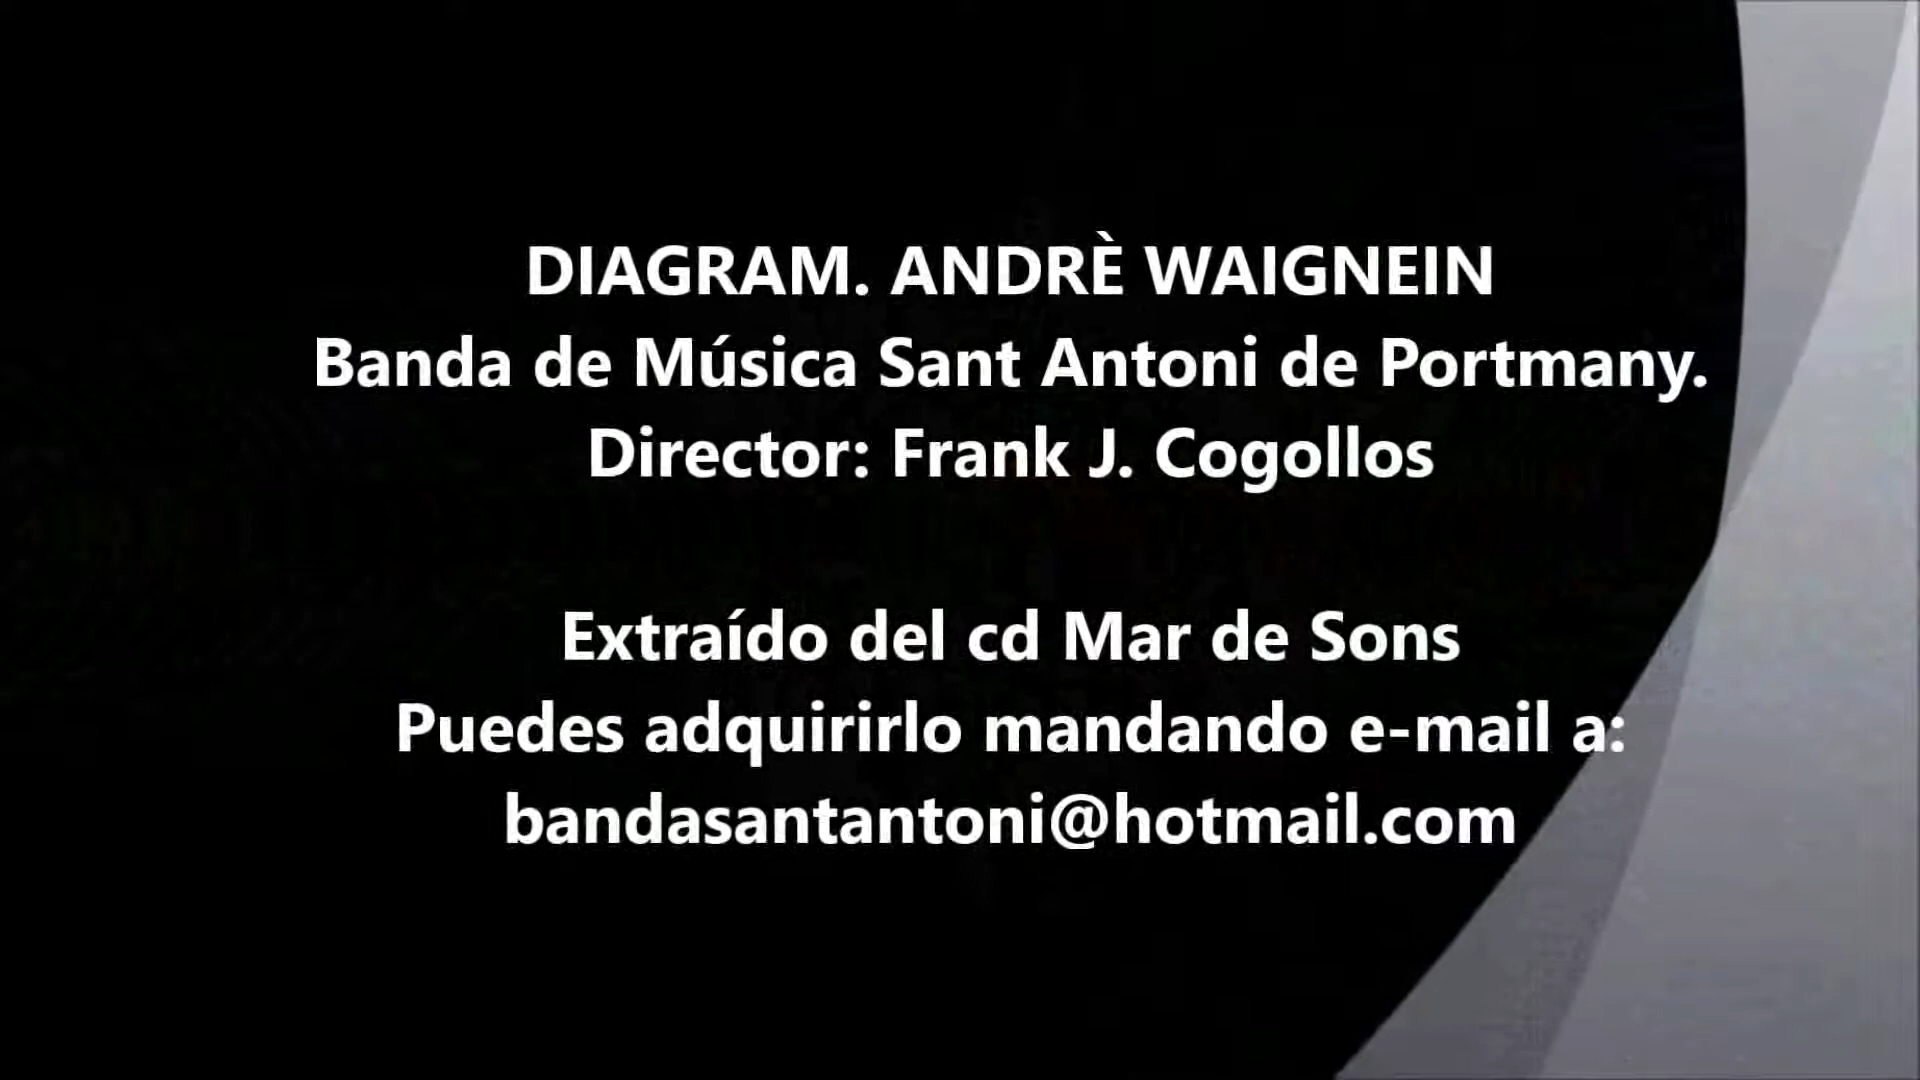 DIAGRAM. ANDRÈ WAIGNEIN
Banda de Música Sant Antoni de Portmany.
Director: Frank J. Cogollos
Extraído del cd Mar de Sons
Puedes adquirirlo mandando e-mail a:
bandasantantoni@hotmail.com